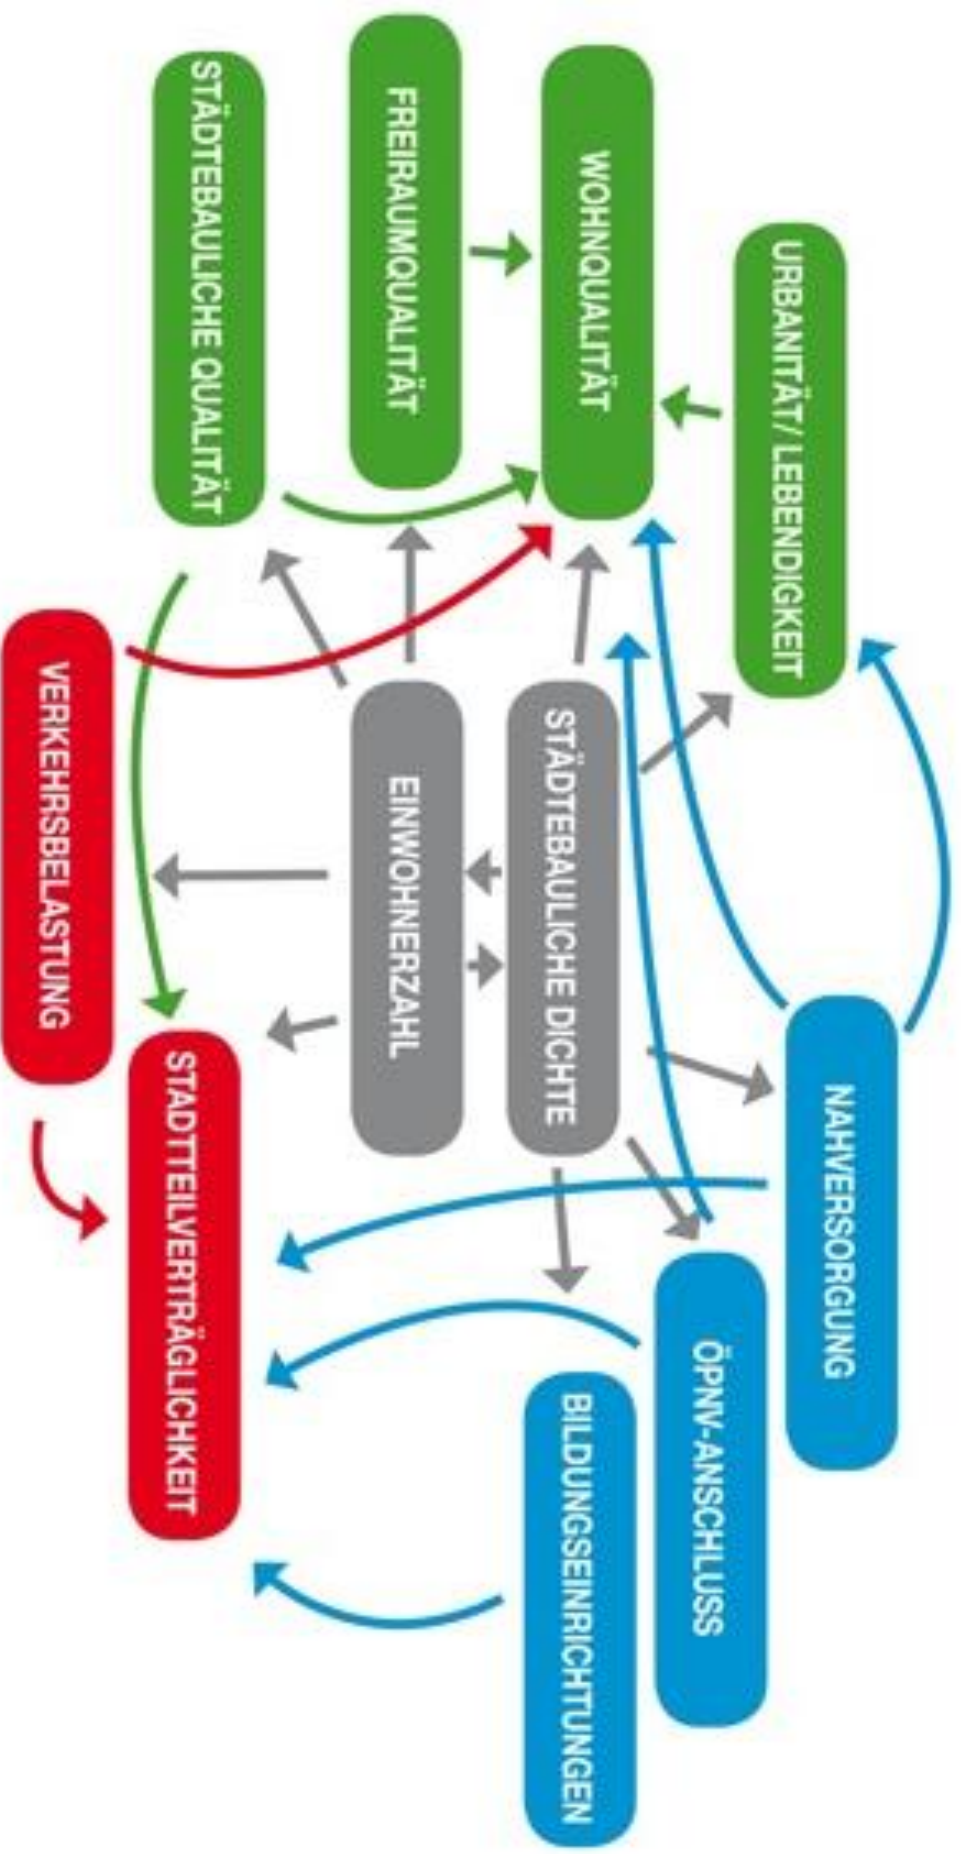 URBANITÄT/ LEBENDIGKEIT
NAHVERSORGUNG
ÖPNV-ANSCHLUSS
WOHNQUALITÄT
STÄDTEBAULICHE DICHTE
BILDUNGSEINRICHTUNGEN
FREIRAUMQUALITÄT
EINWOHNERZAHL
STÄDTEBAULICHE QUALITÄT
STADTTEILVERTRÄGLICHKEIT
VERKEHRSBELASTUNG